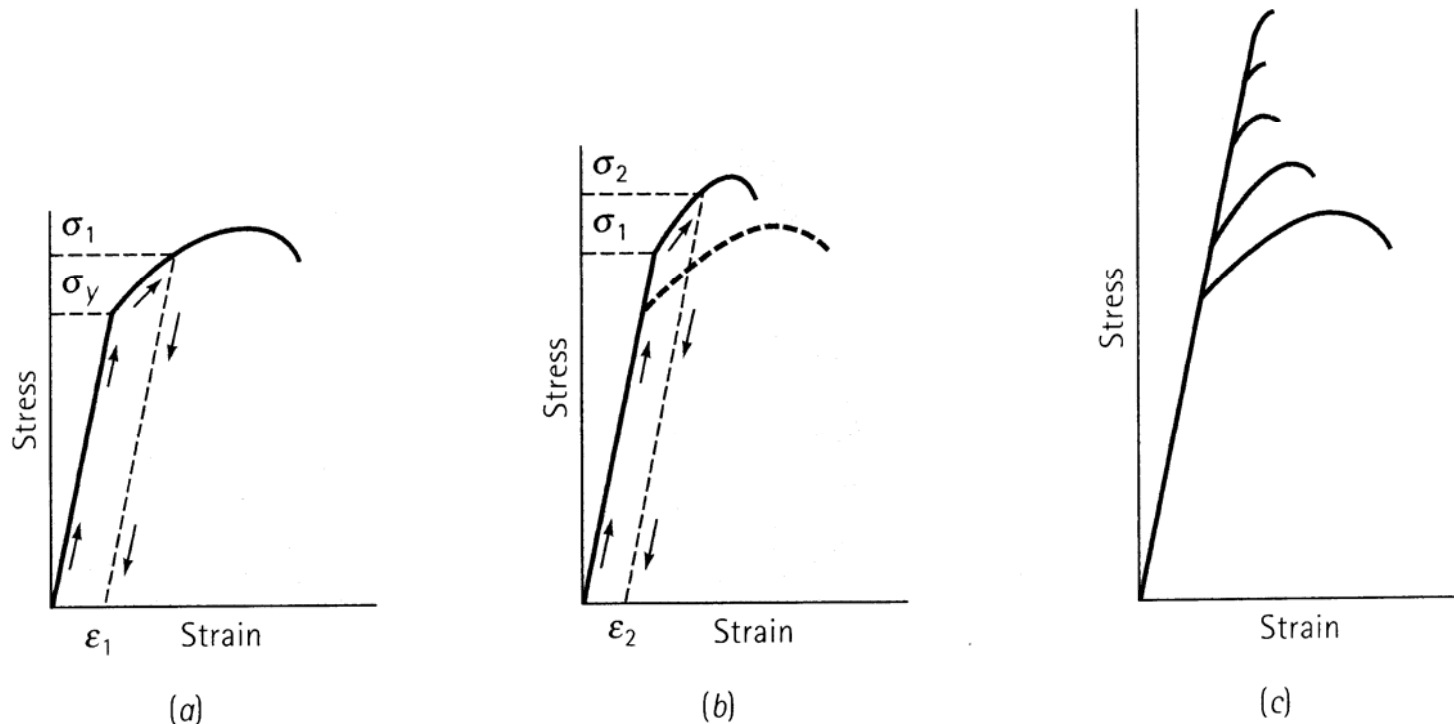 σ₁
σy
Stress
ε₁ Strain
(a)
σ₂
σ₁
Stress
ε₂ Strain
(b)
Stress
Strain
(c)